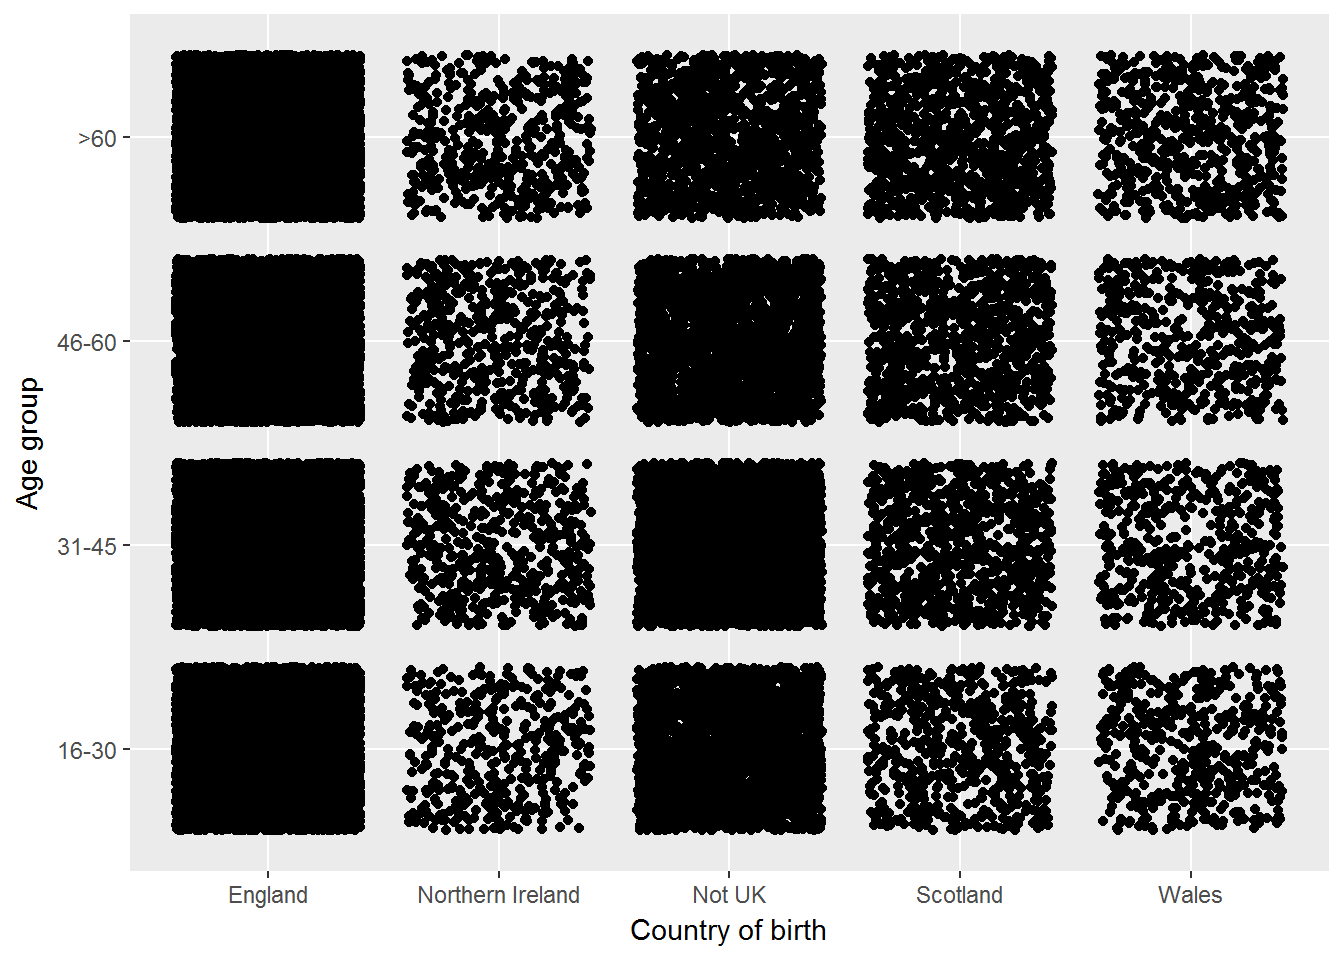 Age group
>60
46-60
31-45
16-30
England Northern Ireland Not UK Scotland Wales
Country of birth